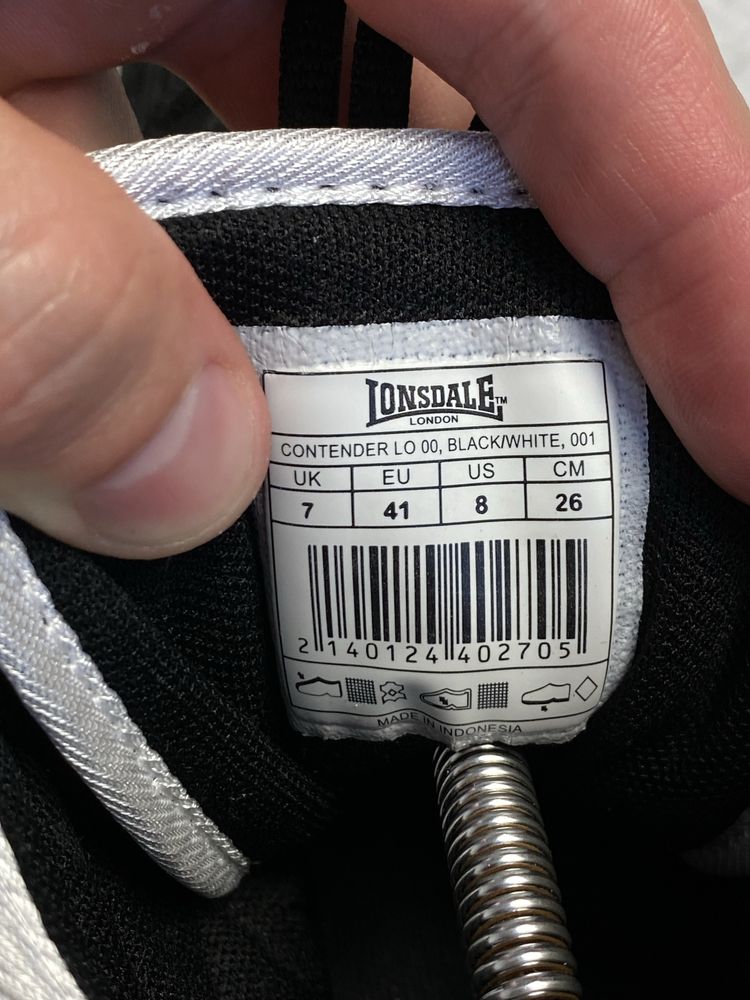 LONSDALE™
LONDON
CONTENDER LO 00, BLACK/WHITE, 001
UK EU US CM
7 41 8 26
2 140124 402705
MADE IN INDONESIA